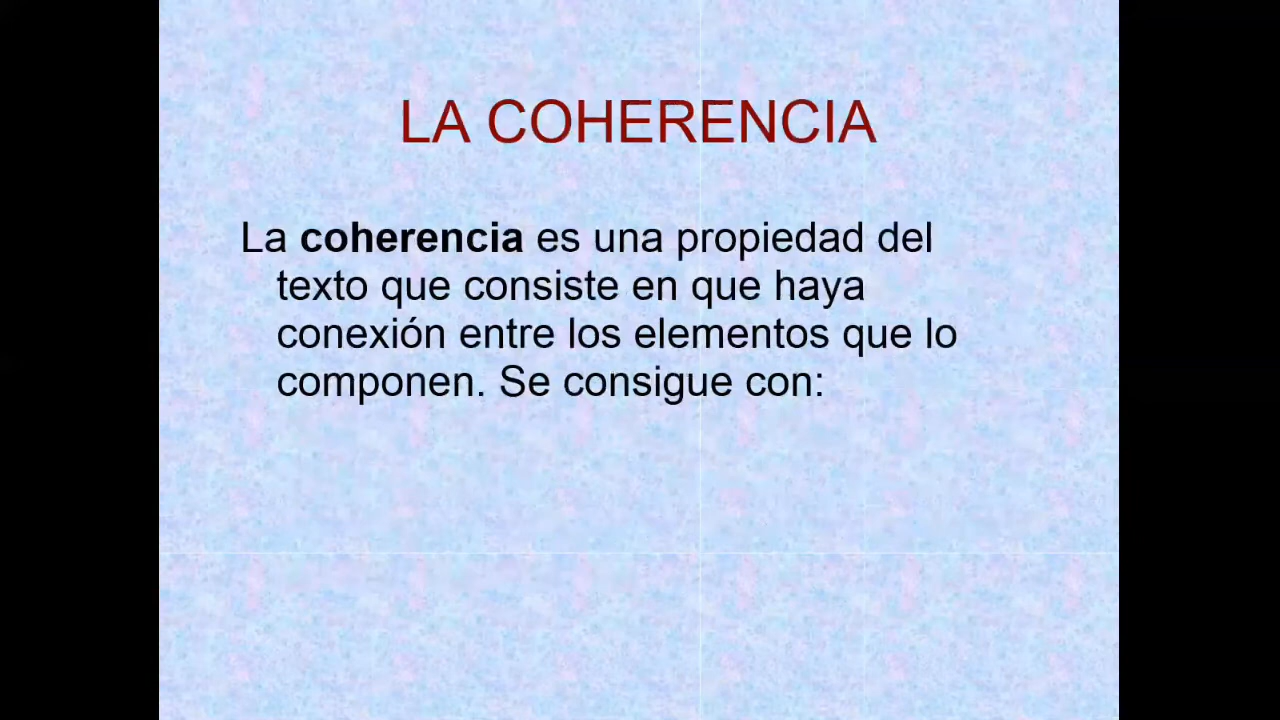 LA COHERENCIA
La coherencia es una propiedad del
texto que consiste en que haya
conexión entre los elementos que lo
componen. Se consigue con: